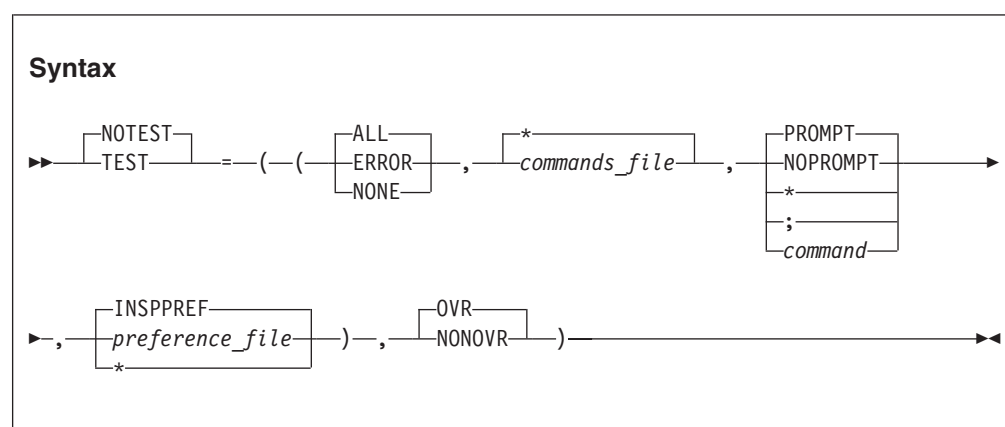 Syntax
NOTEST
TEST
=
(
(
ALL
ERROR
NONE
,
*
commands_file
,
PROMPT
NOPROMPT
*
;
command
,
INSPPREF
preference_file
*
)
,
OVR
NONOVR
)